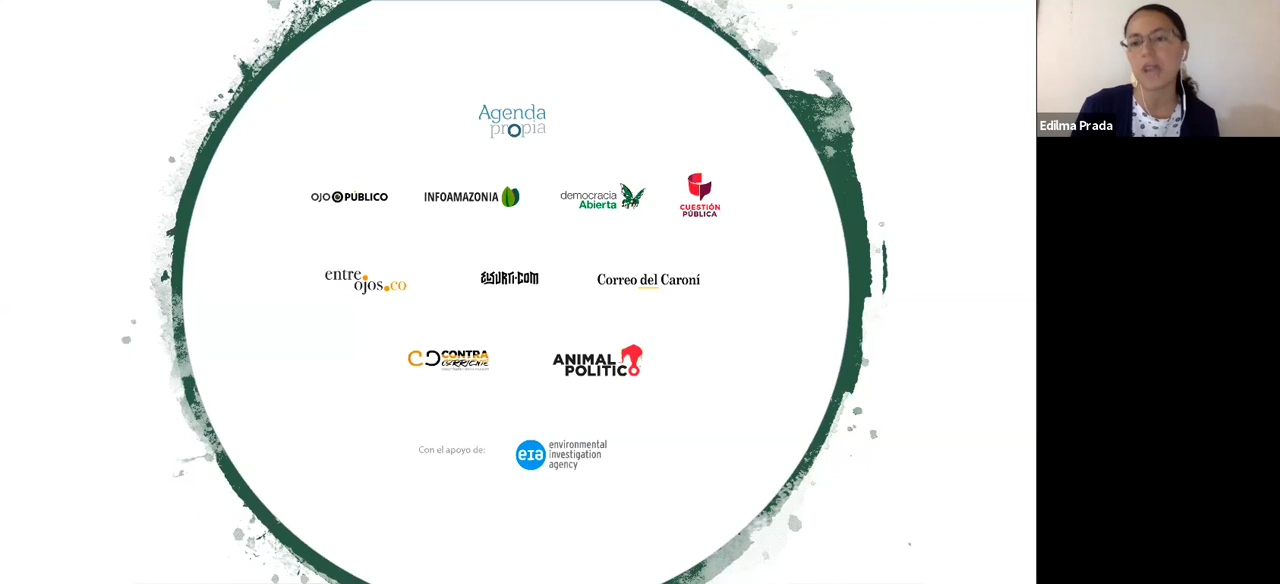 Agenda
propia
OJO PÚBLICO
INFOAMAZONIA
democracia
Abierta
CUESTIÓN
PÚBLICA
entre
ojos.co
ELSURTI.COM
Correo del Caroní
CONTRA
CORRIENTE
ANIMAL
POLITICO
Con el apoyo de:
eia environmental
investigation
agency
Edilma Prada